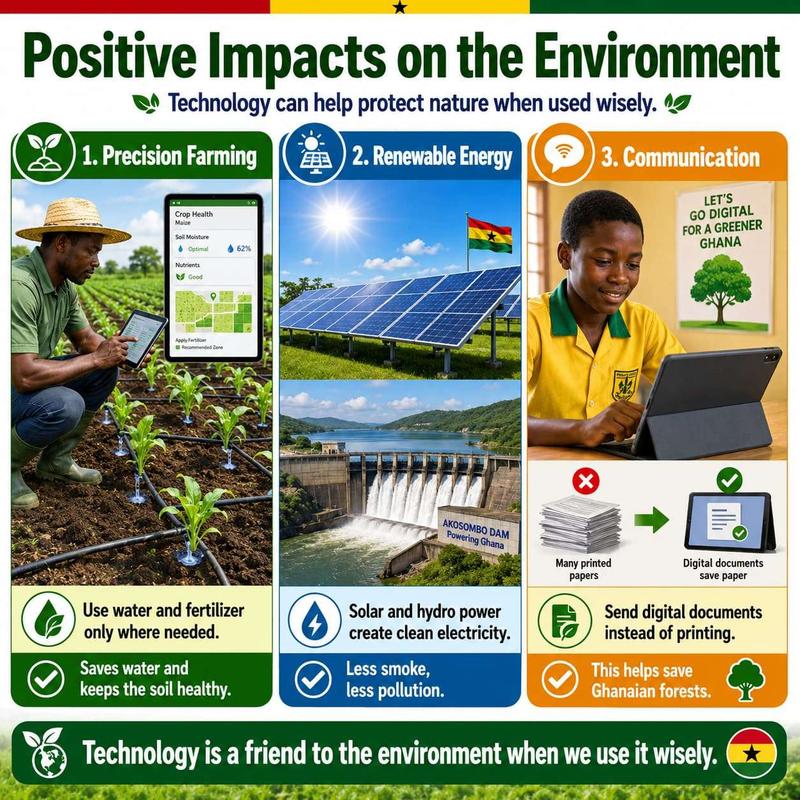 Positive Impacts on the Environment
Technology can help protect nature when used wisely.
1. Precision Farming
Crop Health
Maize
Soil Moisture
Optimal
62%
Nutrients
Good
Apply Fertilizer
Recommended Zone
Use water and fertilizer
only where needed.
Saves water and
keeps the soil healthy.
2. Renewable Energy
AKOSOMBO DAM
Powering Ghana
Solar and hydro power
create clean electricity.
Less smoke,
less pollution.
3. Communication
LET'S
GO DIGITAL
FOR A GREENER
GHANA
Many printed
papers
Digital documents
save paper
Send digital documents
instead of printing.
This helps save
Ghanaian forests.
Technology is a friend to the environment when we use it wisely.